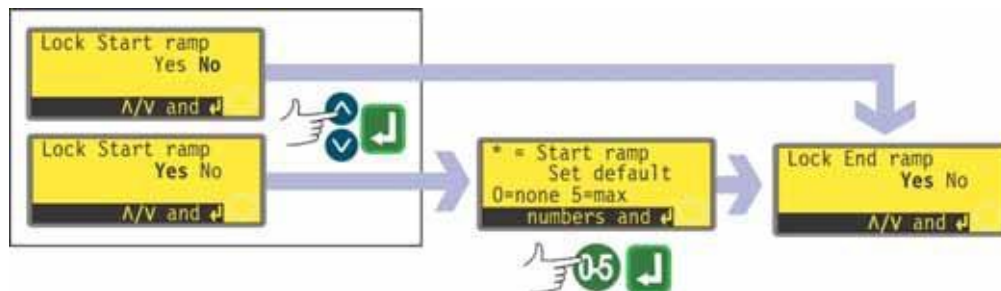 Lock Start ramp
Yes No
Λ/V and ↲
Lock Start ramp
Yes No
Λ/V and ↲
* = Start ramp
Set default
0=none 5=max
numbers and ↲
0-5
Lock End ramp
Yes No
Λ/V and ↲